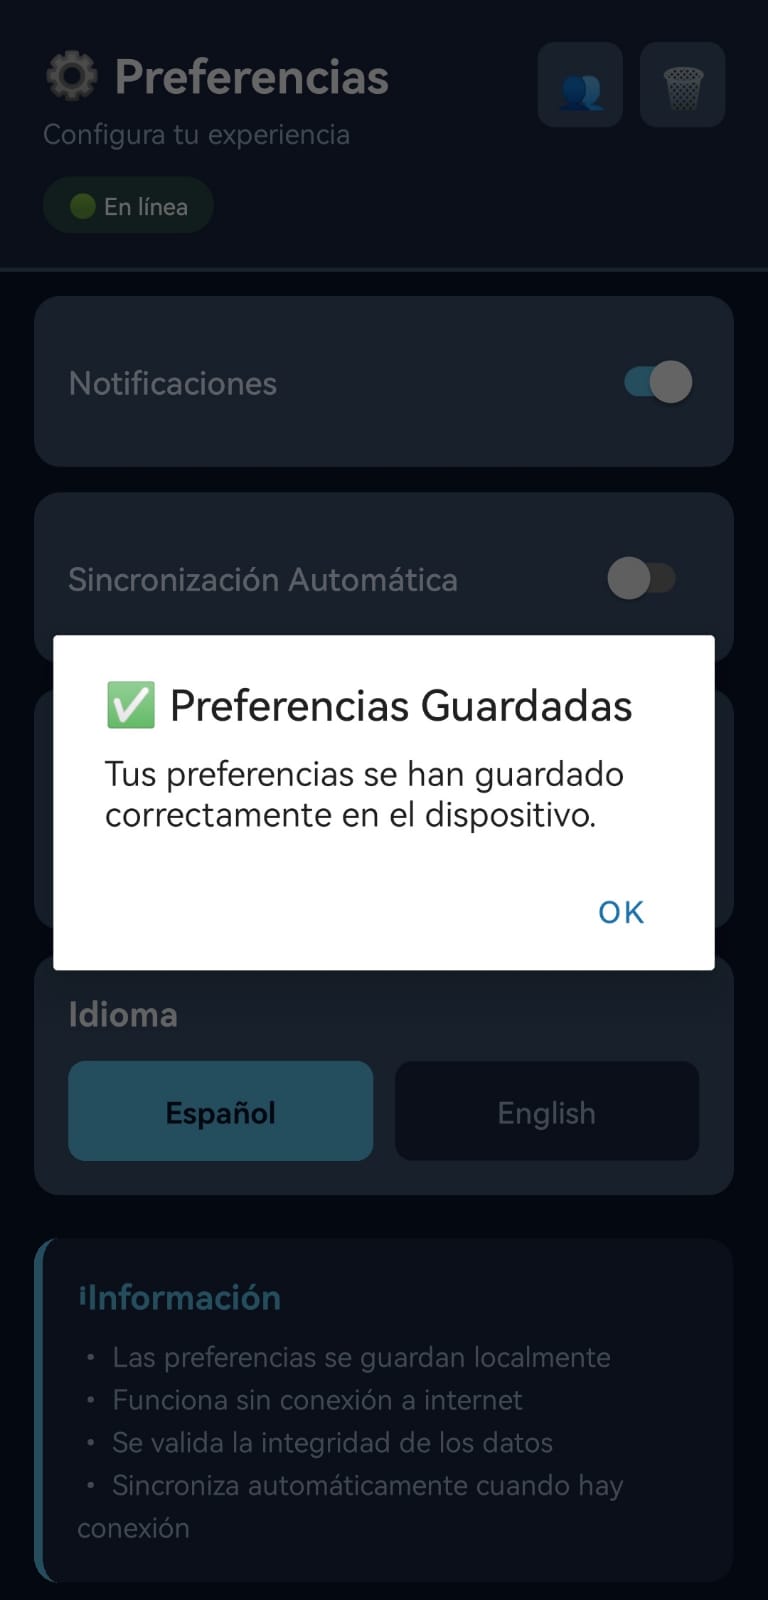 Preferencias
Configura tu experiencia
En línea
Notificaciones
Sincronización Automática
Preferencias Guardadas
Tus preferencias se han guardado
correctamente en el dispositivo.
OK
Idioma
Español
English
ℹInformación
• Las preferencias se guardan localmente
• Funciona sin conexión a internet
• Se valida la integridad de los datos
• Sincroniza automáticamente cuando hay
conexión